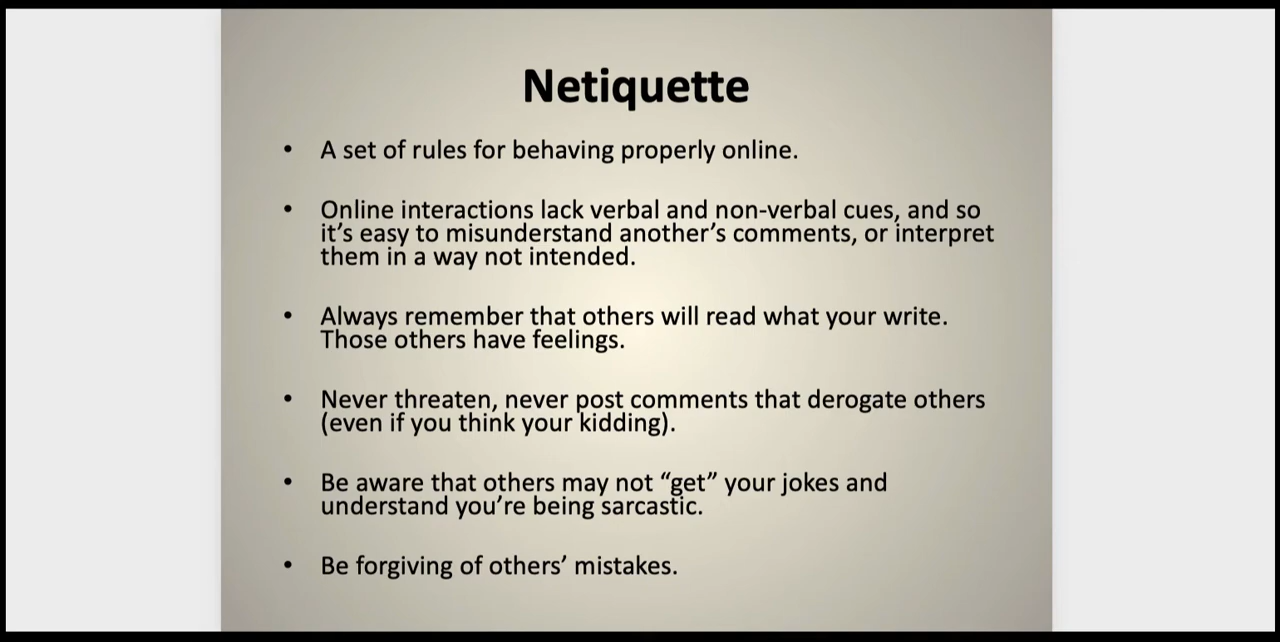 Netiquette
• A set of rules for behaving properly online.
• Online interactions lack verbal and non-verbal cues, and so
it’s easy to misunderstand another’s comments, or interpret
them in a way not intended.
• Always remember that others will read what your write.
Those others have feelings.
• Never threaten, never post comments that derogate others
(even if you think your kidding).
• Be aware that others may not “get” your jokes and
understand you’re being sarcastic.
• Be forgiving of others’ mistakes.